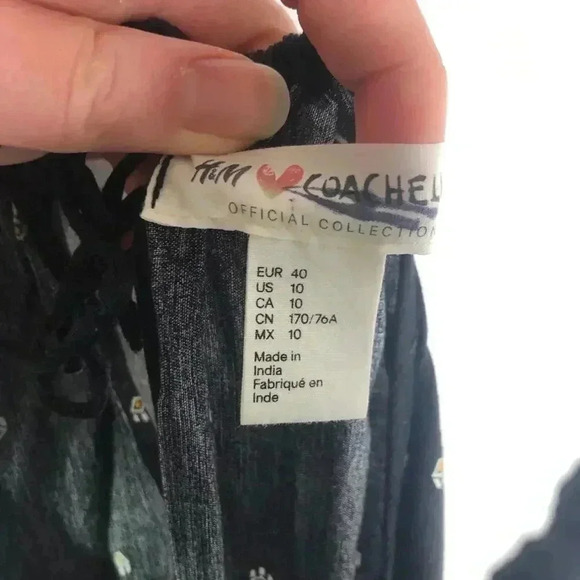 H&M COACHEL
OFFICIAL COLLECTION
EUR 40
US 10
CA 10
CN 170/76A
MX 10
Made in
India
Fabriqué en
Inde